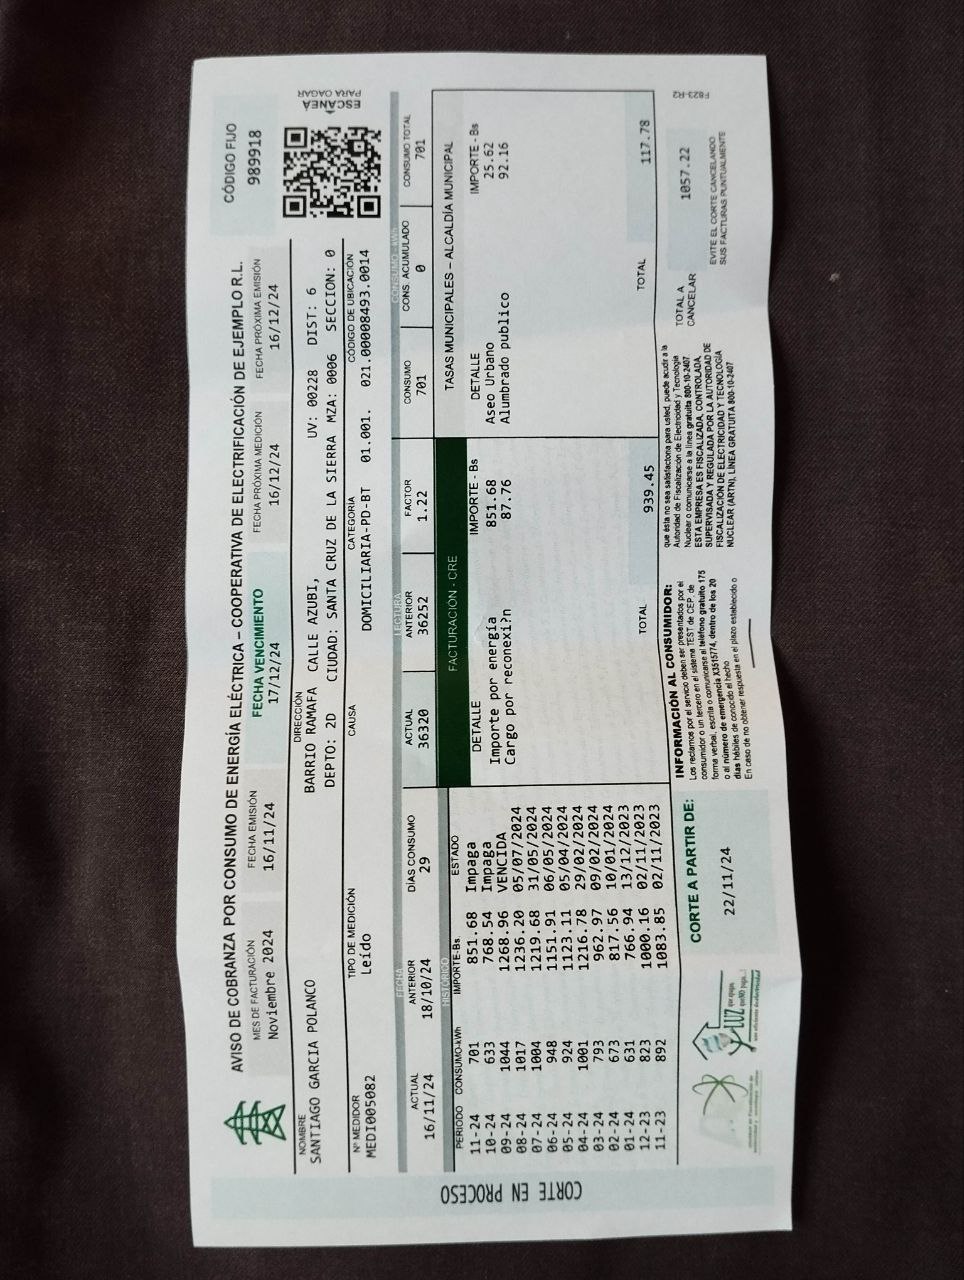 AVISO DE COBRANZA POR CONSUMO DE ENERGÍA ELÉCTRICA – COOPERATIVA DE ELECTRIFICACIÓN DE EJEMPLO R.L.
CÓDIGO FIJO
989918
MES DE FACTURACIÓN
Noviembre 2024
FECHA EMISIÓN
16/11/24
FECHA VENCIMIENTO
17/12/24
FECHA PRÓXIMA MEDICIÓN
16/12/24
FECHA PRÓXIMA EMISIÓN
16/12/24
ESCANEA
PARA OAGAR
NOMBRE
SANTIAGO GARCIA POLANCO
DIRECCIÓN
BARRIO RAMAFA CALLE AZUBI, UV: 00228 DIST: 6
DEPTO: 2D CIUDAD: SANTA CRUZ DE LA SIERRA MZA: 0006 SECCION: 0
Nº MEDIDOR
MEDI005082
TIPO DE MEDICIÓN
Leído
CAUSA
CATEGORIA
DOMICILIARIA-PD-BT 01.001.
CÓDIGO DE UBICACIÓN
021.00008493.0014
FECHA
LECTURA
CONSUMO - kWh
ACTUAL
16/11/24
ANTERIOR
18/10/24
DÍAS CONSUMO
29
ACTUAL
36320
ANTERIOR
36252
FACTOR
1.22
CONSUMO
701
CONS. ACUMULADO
0
CONSUMO TOTAL
701
HISTÓRICO
PERIODO CONSUMO-kWh IMPORTE-Bs. ESTADO
11-24 701 851.68 Impaga
10-24 633 768.54 Impaga
09-24 1044 1268.96 VENCIDA
08-24 1017 1236.20 05/07/2024
07-24 1004 1219.68 31/05/2024
06-24 948 1151.91 06/05/2024
05-24 924 1123.11 05/04/2024
04-24 1001 1216.78 29/02/2024
03-24 793 962.97 09/02/2024
02-24 673 817.56 10/01/2024
01-24 631 766.94 13/12/2023
12-23 823 1000.16 02/11/2023
11-23 892 1083.85 02/11/2023
FACTURACIÓN - CRE
DETALLE IMPORTE - Bs
Importe por energía 851.68
Cargo por reconexi?n 87.76
TOTAL 939.45
TASAS MUNICIPALES – ALCALDÍA MUNICIPAL
DETALLE IMPORTE - Bs
Aseo Urbano 25.62
Alumbrado publico 92.16
TOTAL 117.78
CORTE EN PROCESO
CORTE A PARTIR DE:
22/11/24
INFORMACIÓN AL CONSUMIDOR:
Los reclamos por el servicio deben ser presentados por el
consumidor o un tercero en el sistema TEST de CEP, de
forma verbal, escrita o comunicarse al teléfono gratuito 175
o al número de emergencia X3515774, dentro de los 20
días hábiles de conocido el hecho
En caso de no obtener respuesta en el plazo establecido o
que ésta no sea satisfactoria para usted, puede acudir a la
Autoridad de Fiscalización de Electricidad y Tecnología
Nuclear o comunicarse a la línea gratuita 800-10-2407
ESTA EMPRESA ES FISCALIZADA, CONTROLADA,
SUPERVISADA Y REGULADA POR LA AUTORIDAD DE
FISCALIZACIÓN DE ELECTRICIDAD Y TECNOLOGÍA
NUCLEAR (ARTN), LÍNEA GRATUITA 800-10-2407
TOTAL A
CANCELAR
1057.22
EVITE EL CORTE CANCELANDO
SUS FACTURAS PUNTUALMENTE
F823-R2
LUZ